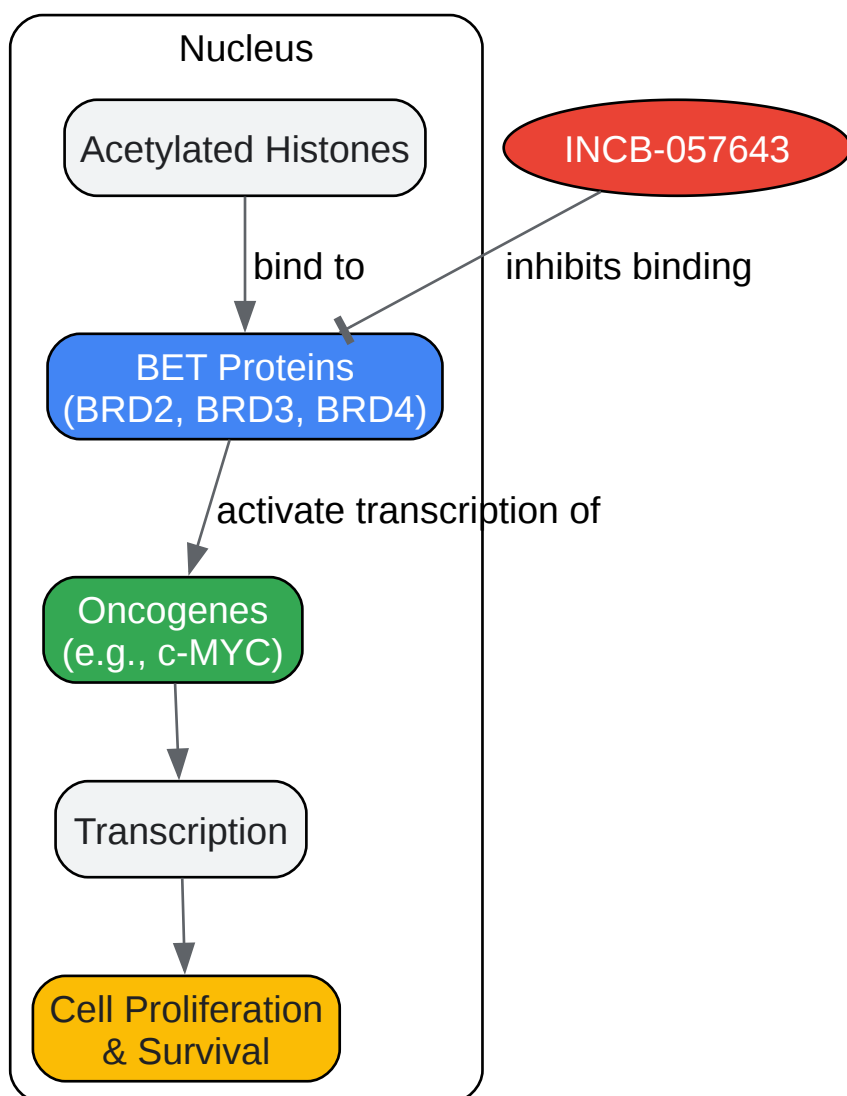 Nucleus
Acetylated Histones
INCB-057643
bind to
inhibits binding
BET Proteins
(BRD2, BRD3, BRD4)
activate transcription of
Oncogenes
(e.g., c-MYC)
Transcription
Cell Proliferation
& Survival